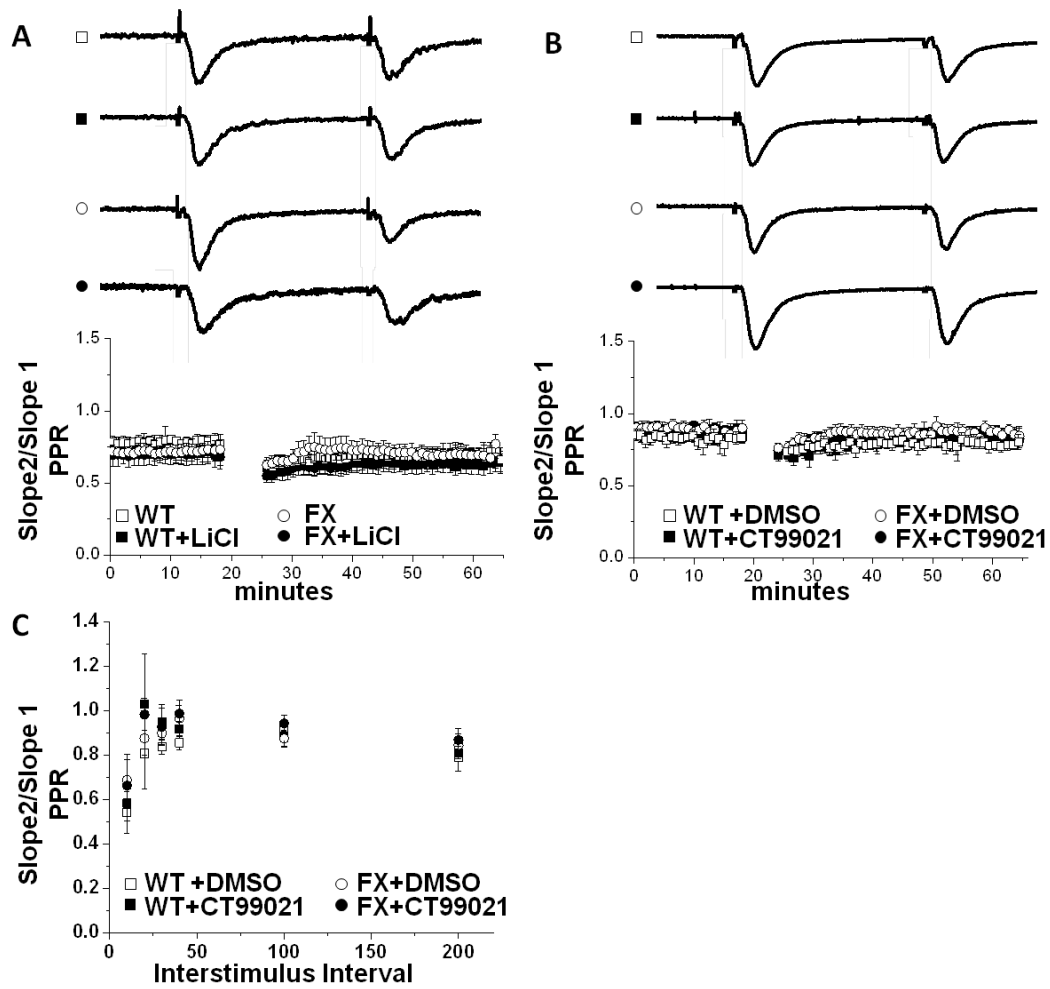 A
B
1.5
1.0
0.5
0.0
Slope2/Slope 1
PPR
WT
FX
WT+LiCl
FX+LiCl
0 10 20 30 40 50 60
minutes
1.5
1.0
0.5
0.0
Slope2/Slope 1
PPR
WT +DMSO
FX+DMSO
WT+CT99021
FX+CT99021
0 10 20 30 40 50 60
minutes
C
1.4
1.2
1.0
0.8
0.6
0.4
0.2
0.0
Slope2/Slope 1
PPR
WT +DMSO
FX+DMSO
WT+CT99021
FX+CT99021
0 50 100 150 200
Interstimulus Interval